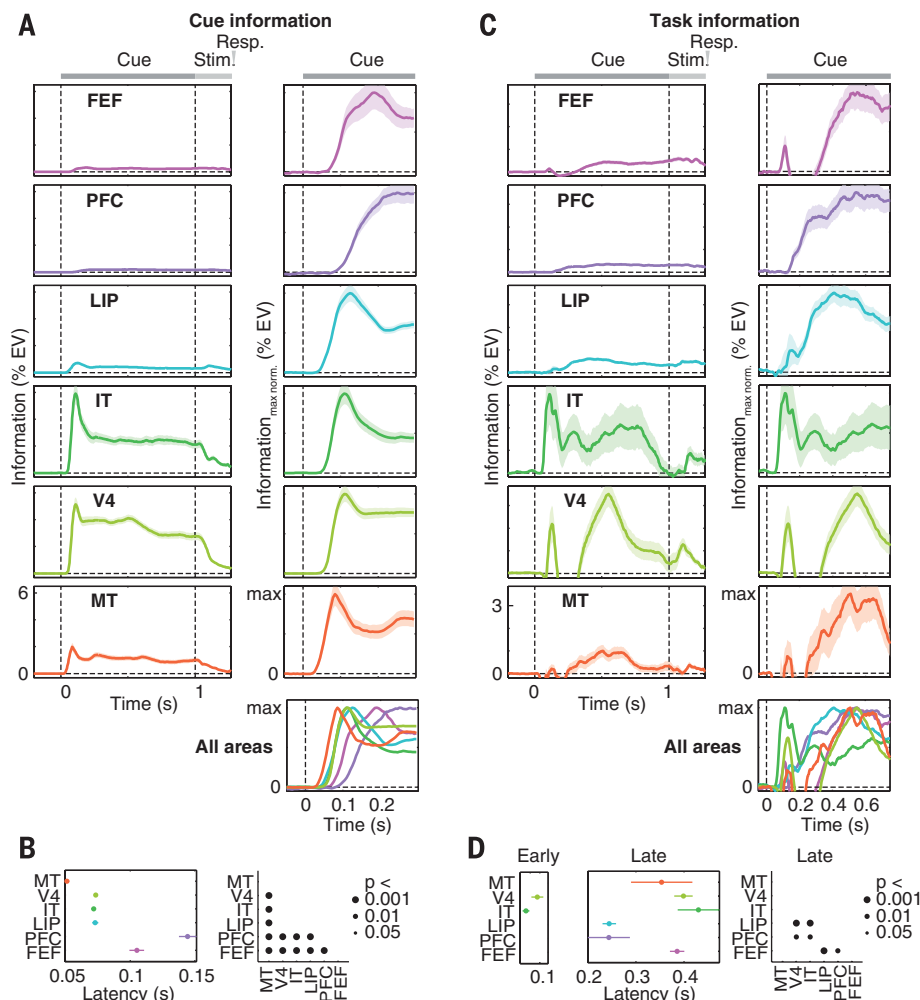 A
Cue information
Resp.
Cue
Stim.
Cue
FEF
PFC
LIP
IT
V4
MT
Information (% EV)
Information max norm. (% EV)
6
0
max
0
0
1
Time (s)
All areas
max
0
0
0.1
0.2
Time (s)
C
Task information
Resp.
Cue
Stim.
Cue
FEF
PFC
LIP
IT
V4
MT
Information (% EV)
Information max norm. (% EV)
3
0
max
0
0
1
Time (s)
All areas
max
0
0
0.2
0.4
0.6
Time (s)
B
MT
V4
IT
LIP
PFC
FEF
0.05
0.1
0.15
Latency (s)
MT
V4
IT
LIP
PFC
FEF
MT
V4
IT
LIP
PFC
FEF
p <
0.001
0.01
0.05
D
Early
Late
Late
MT
V4
IT
LIP
PFC
FEF
0.1
0.2
0.3
0.4
Latency (s)
MT
V4
IT
LIP
PFC
FEF
MT
V4
IT
LIP
PFC
FEF
p <
0.001
0.01
0.05